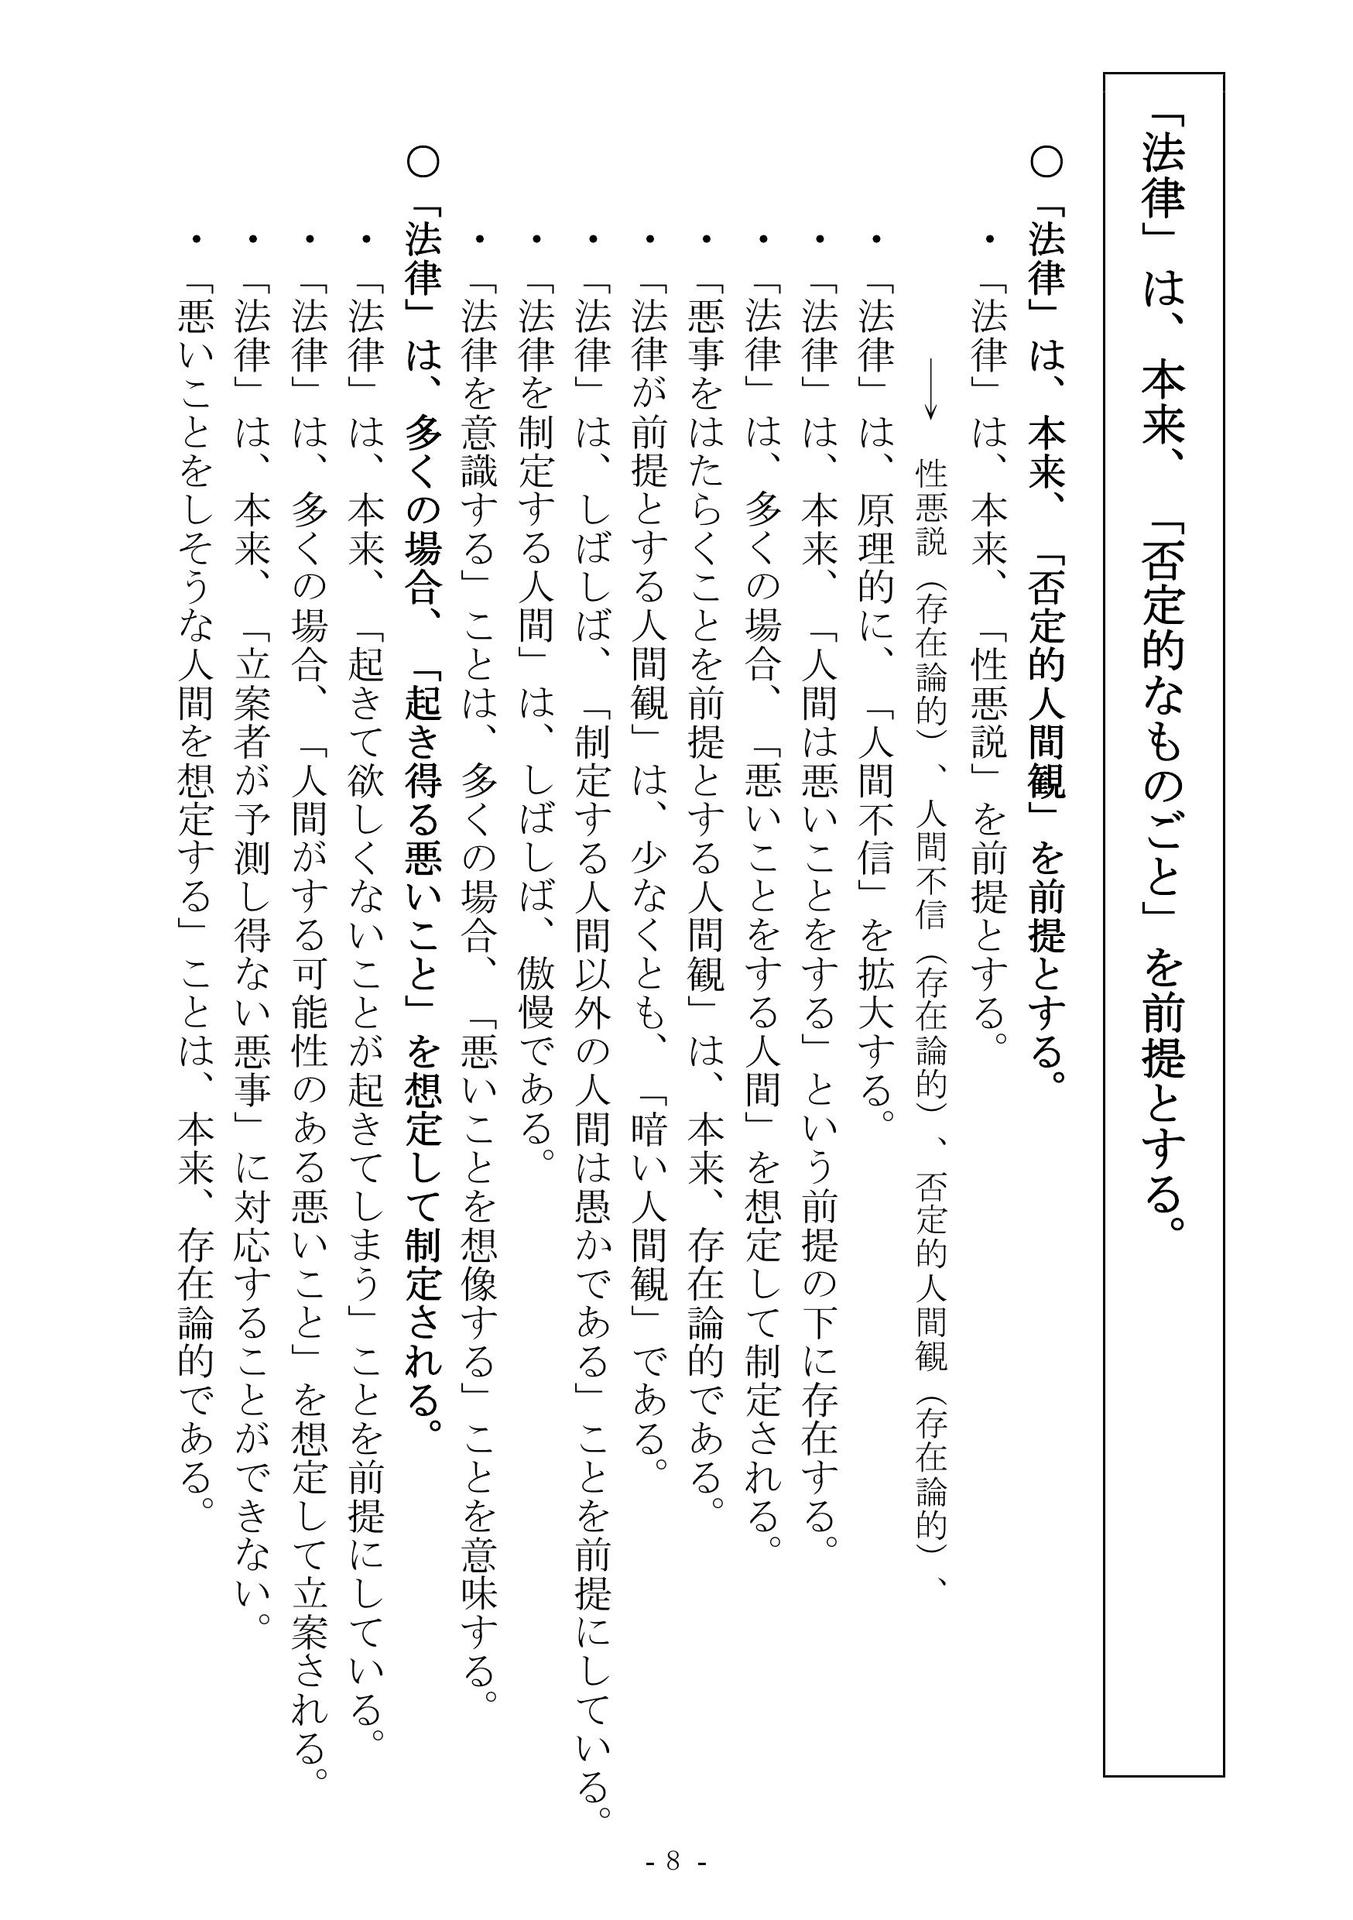 「法律」は、本来、「否定的なものごと」を前提とする。
○「法律」は、本来、「否定的人間観」を前提とする。
・「法律」は、本来、「性悪説」を前提とする。
→ 性悪説（存在論的）、人間不信（存在論的）、否定的人間観（存在論的）、
・「法律」は、原理的に、「人間不信」を拡大する。
・「法律」は、本来、「人間は悪いことをする」という前提の下に存在する。
・「法律」は、多くの場合、「悪いことをする人間」を想定して制定される。
・「悪事をはたらくことを前提とする人間観」は、本来、存在論的である。
・「法律が前提とする人間観」は、少なくとも、「暗い人間観」である。
・「法律」は、しばしば、「制定する人間以外の人間は愚かである」ことを前提にしている。
・「法律を制定する人間」は、しばしば、傲慢である。
・「法律を意識する」ことは、多くの場合、「悪いことを想像する」ことを意味する。
○「法律」は、多くの場合、「起き得る悪いこと」を想定して制定される。
・「法律」は、本来、「起きて欲しくないことが起きてしまう」ことを前提にしている。
・「法律」は、多くの場合、「人間がする可能性のある悪いこと」を想定して立案される。
・「法律」は、本来、「立案者が予測し得ない悪事」に対応することができない。
・「悪いことをしそうな人間を想定する」ことは、本来、存在論的である。
- 8 -